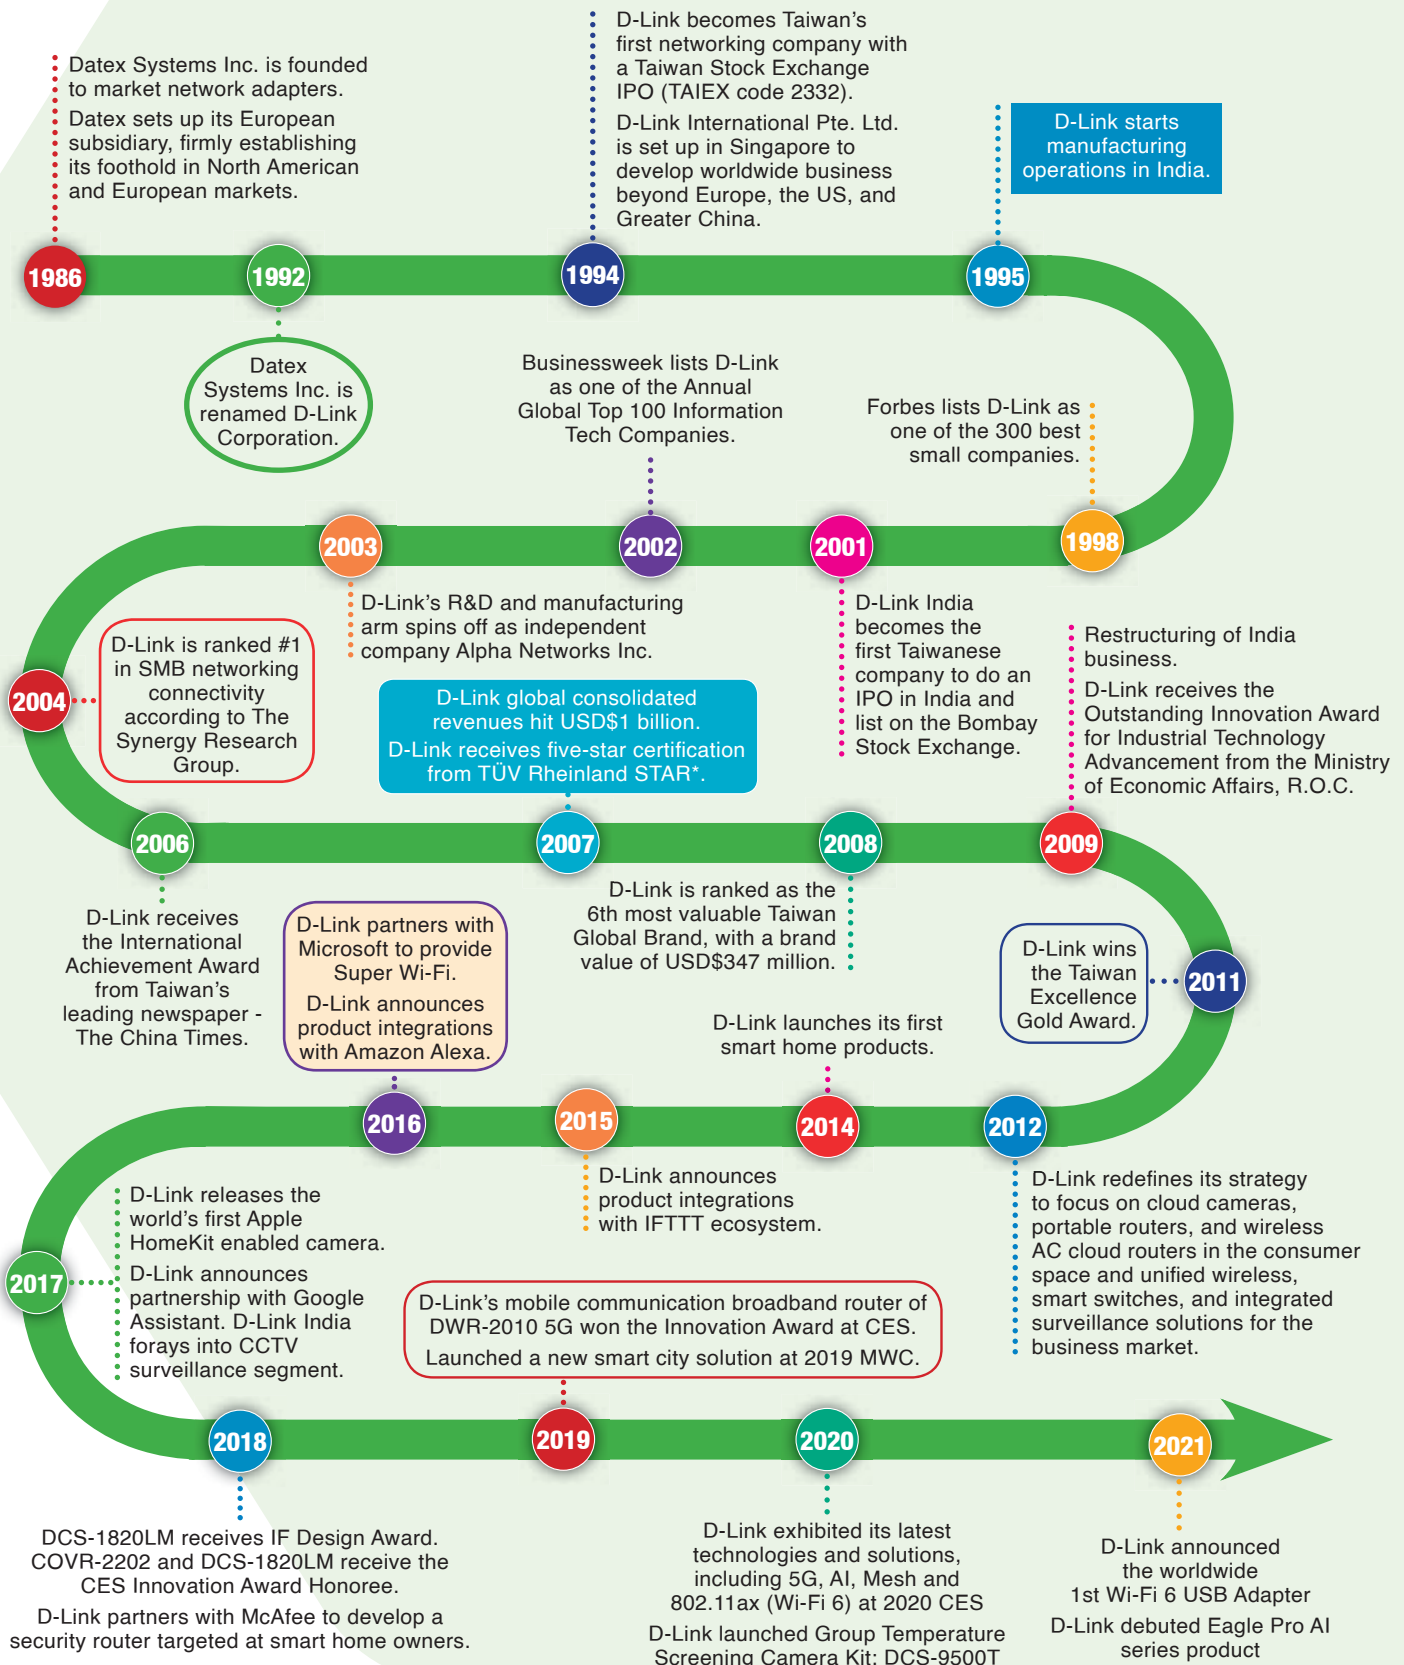 Datex Systems Inc. is founded
to market network adapters.
Datex sets up its European
subsidiary, firmly establishing
its foothold in North American
and European markets.
1986
1992
Datex
Systems Inc. is
renamed D-Link
Corporation.
D-Link becomes Taiwan's
first networking company with
a Taiwan Stock Exchange
IPO (TAIEX code 2332).
D-Link International Pte. Ltd.
is set up in Singapore to
develop worldwide business
beyond Europe, the US, and
Greater China.
1994
D-Link starts
manufacturing
operations in India.
1995
Forbes lists D-Link as
one of the 300 best
small companies.
1998
2001
D-Link India
becomes the
first Taiwanese
company to do an
IPO in India and
list on the Bombay
Stock Exchange.
Businessweek lists D-Link
as one of the Annual
Global Top 100 Information
Tech Companies.
2002
2003
D-Link's R&D and manufacturing
arm spins off as independent
company Alpha Networks Inc.
2004
D-Link is ranked #1
in SMB networking
connectivity
according to The
Synergy Research
Group.
2006
D-Link receives
the International
Achievement Award
from Taiwan's
leading newspaper -
The China Times.
D-Link global consolidated
revenues hit USD$1 billion.
D-Link receives five-star certification
from TÜV Rheinland STAR*.
2007
2008
D-Link is ranked as the
6th most valuable Taiwan
Global Brand, with a brand
value of USD$347 million.
Restructuring of India
business.
D-Link receives the
Outstanding Innovation Award
for Industrial Technology
Advancement from the Ministry
of Economic Affairs, R.O.C.
2009
D-Link wins
the Taiwan
Excellence
Gold Award.
2011
2012
D-Link redefines its strategy
to focus on cloud cameras,
portable routers, and wireless
AC cloud routers in the consumer
space and unified wireless,
smart switches, and integrated
surveillance solutions for the
business market.
D-Link launches its first
smart home products.
2014
2015
D-Link announces
product integrations
with IFTTT ecosystem.
D-Link partners with
Microsoft to provide
Super Wi-Fi.
D-Link announces
product integrations
with Amazon Alexa.
2016
2017
D-Link releases the
world's first Apple
HomeKit enabled camera.
D-Link announces
partnership with Google
Assistant. D-Link India
forays into CCTV
surveillance segment.
2018
DCS-1820LM receives IF Design Award.
COVR-2202 and DCS-1820LM receive the
CES Innovation Award Honoree.
D-Link partners with McAfee to develop a
security router targeted at smart home owners.
D-Link's mobile communication broadband router of
DWR-2010 5G won the Innovation Award at CES.
Launched a new smart city solution at 2019 MWC.
2019
2020
D-Link exhibited its latest
technologies and solutions,
including 5G, AI, Mesh and
802.11ax (Wi-Fi 6) at 2020 CES
D-Link launched Group Temperature
Screening Camera Kit: DCS-9500T
2021
D-Link announced
the worldwide
1st Wi-Fi 6 USB Adapter
D-Link debuted Eagle Pro AI
series product